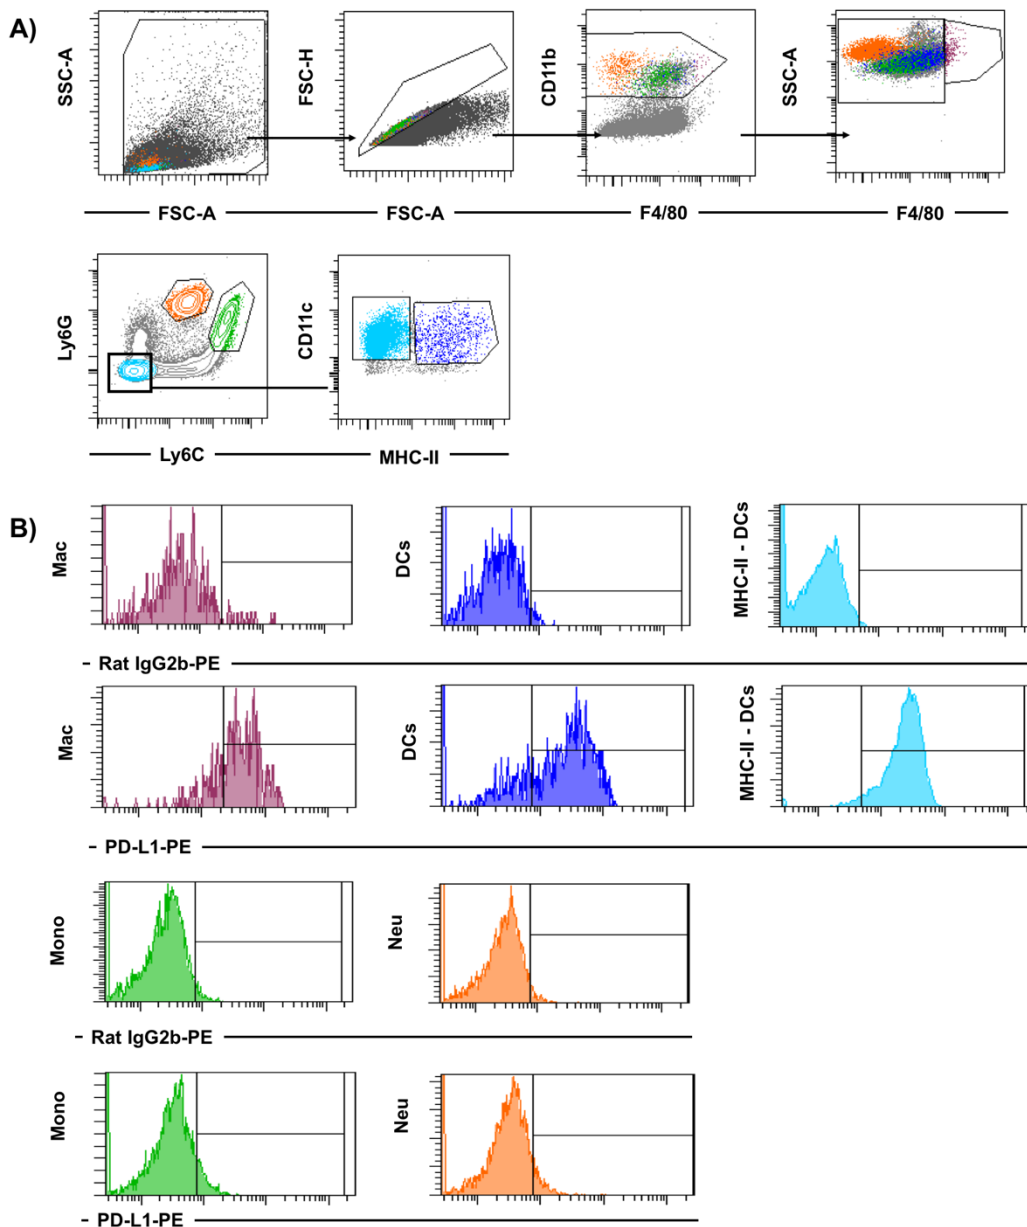 A)
SSC-A
FSC-H
CD11b
SSC-A
FSC-A
FSC-A
F4/80
F4/80
Ly6G
CD11c
Ly6C
MHC-II
B)
Mac
DCs
MHC-II - DCs
Rat IgG2b-PE
Mac
DCs
MHC-II - DCs
PD-L1-PE
Mono
Neu
Rat IgG2b-PE
Mono
Neu
PD-L1-PE